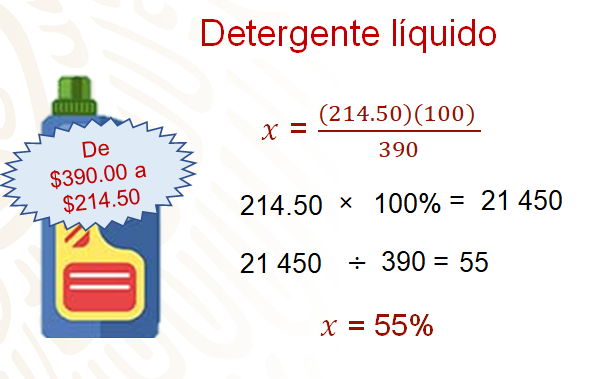 Detergente líquido
De
$390.00 a
$214.50
x = (214.50)(100)/390
214.50 × 100% = 21 450
21 450 ÷ 390 = 55
x = 55%